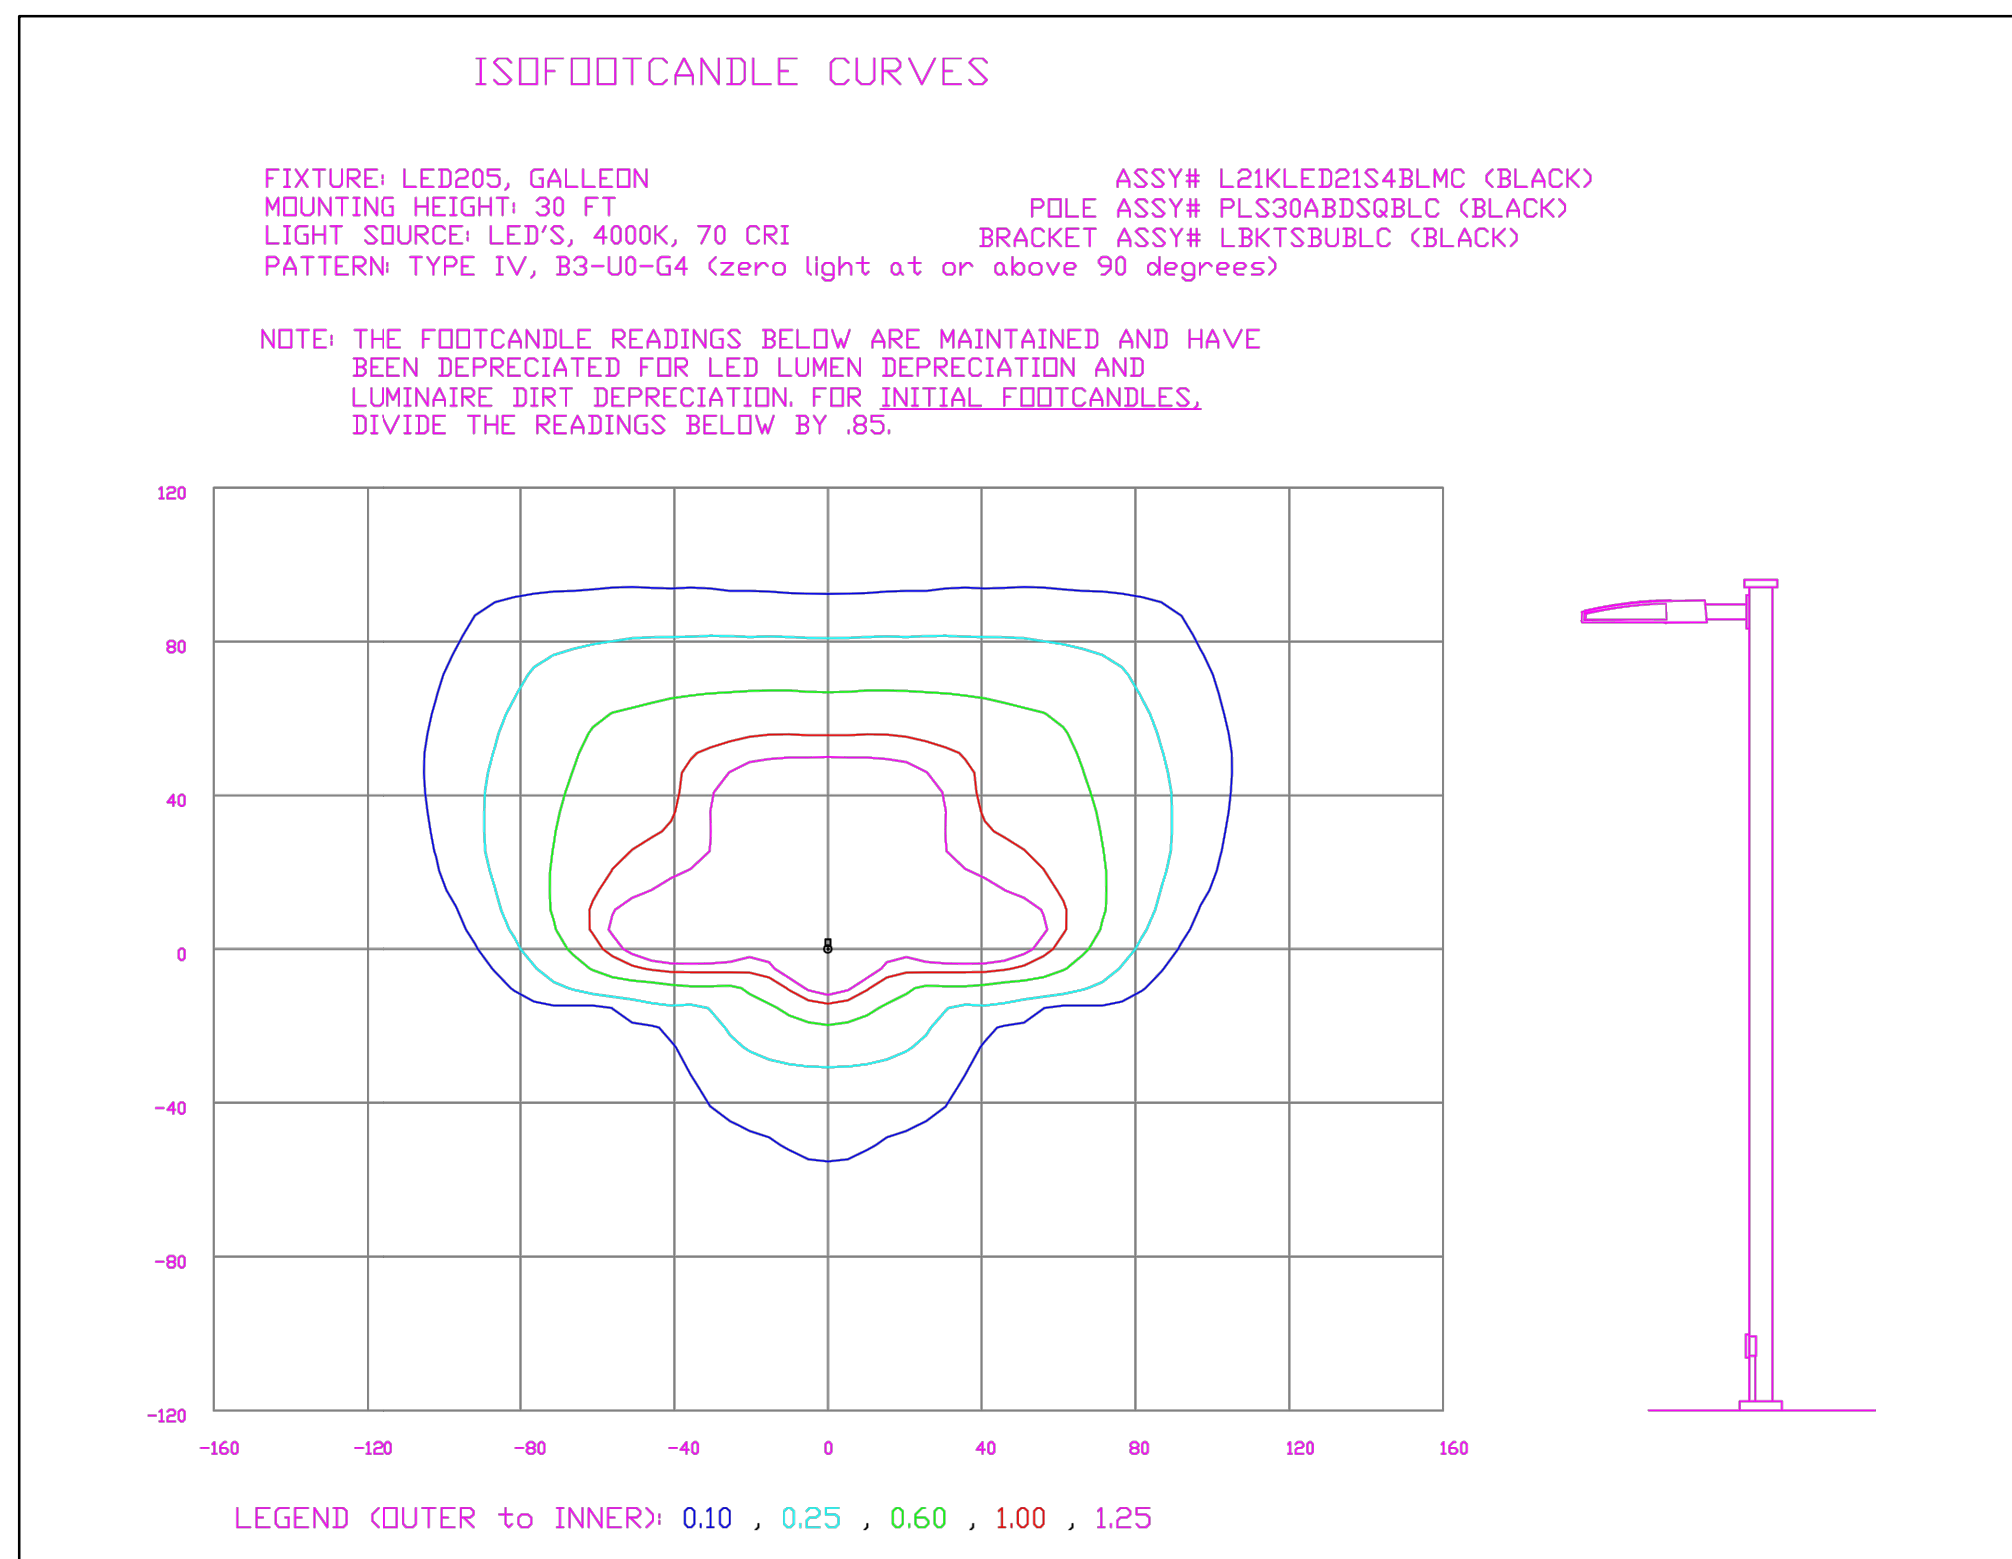 ISOFOOTCANDLE CURVES
FIXTURE: LED205, GALLEON
MOUNTING HEIGHT: 30 FT
LIGHT SOURCE: LED'S, 4000K, 70 CRI
PATTERN: TYPE IV, B3-U0-G4 (zero light at or above 90 degrees)
ASSY# L21KLED21S4BLMC (BLACK)
POLE ASSY# PLS30ABDSQBLC (BLACK)
BRACKET ASSY# LBKTSBUBLC (BLACK)
NOTE: THE FOOTCANDLE READINGS BELOW ARE MAINTAINED AND HAVE
BEEN DEPRECIATED FOR LED LUMEN DEPRECIATION AND
LUMINAIRE DIRT DEPRECIATION. FOR INITIAL FOOTCANDLES,
DIVIDE THE READINGS BELOW BY .85.
120
80
40
0
-40
-80
-120
-160 -120 -80 -40 0 40 80 120 160
LEGEND (OUTER to INNER): 0.10 , 0.25 , 0.60 , 1.00 , 1.25